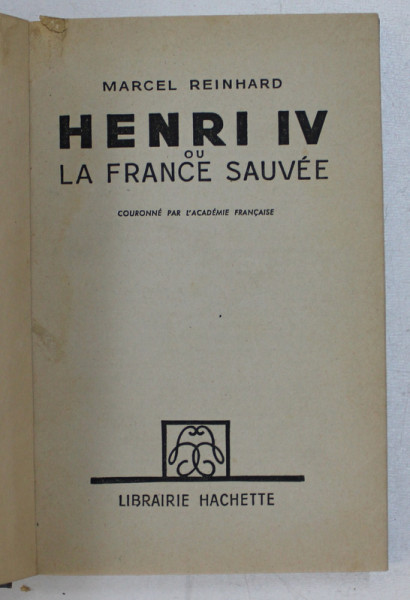 MARCEL REINHARD
HENRI IV
OU
LA FRANCE SAUVÉE
COURONNÉ PAR L'ACADÉMIE FRANÇAISE
LIBRAIRIE HACHETTE